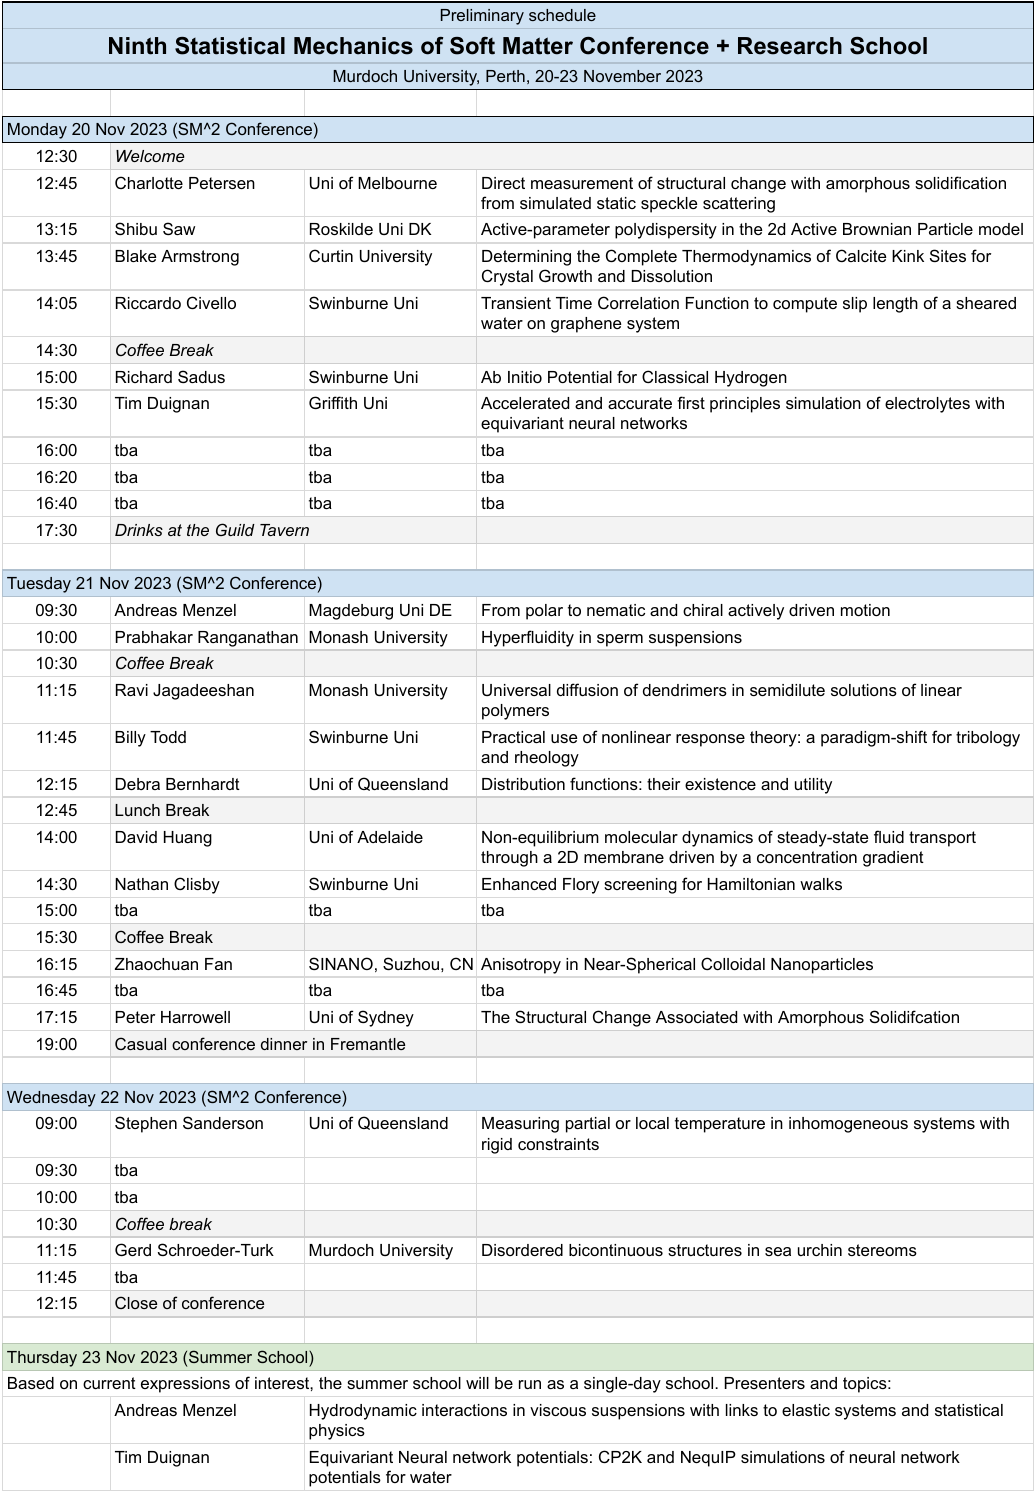 Preliminary schedule
Ninth Statistical Mechanics of Soft Matter Conference + Research School
Murdoch University, Perth, 20-23 November 2023
Monday 20 Nov 2023 (SM^2 Conference)
12:30 Welcome
12:45 Charlotte Petersen Uni of Melbourne Direct measurement of structural change with amorphous solidification
from simulated static speckle scattering
13:15 Shibu Saw Roskilde Uni DK Active-parameter polydispersity in the 2d Active Brownian Particle model
13:45 Blake Armstrong Curtin University Determining the Complete Thermodynamics of Calcite Kink Sites for
Crystal Growth and Dissolution
14:05 Riccardo Civello Swinburne Uni Transient Time Correlation Function to compute slip length of a sheared
water on graphene system
14:30 Coffee Break
15:00 Richard Sadus Swinburne Uni Ab Initio Potential for Classical Hydrogen
15:30 Tim Duignan Griffith Uni Accelerated and accurate first principles simulation of electrolytes with
equivariant neural networks
16:00 tba tba tba
16:20 tba tba tba
16:40 tba tba tba
17:30 Drinks at the Guild Tavern
Tuesday 21 Nov 2023 (SM^2 Conference)
09:30 Andreas Menzel Magdeburg Uni DE From polar to nematic and chiral actively driven motion
10:00 Prabhakar Ranganathan Monash University Hyperfluidity in sperm suspensions
10:30 Coffee Break
11:15 Ravi Jagadeeshan Monash University Universal diffusion of dendrimers in semidilute solutions of linear
polymers
11:45 Billy Todd Swinburne Uni Practical use of nonlinear response theory: a paradigm-shift for tribology
and rheology
12:15 Debra Bernhardt Uni of Queensland Distribution functions: their existence and utility
12:45 Lunch Break
14:00 David Huang Uni of Adelaide Non-equilibrium molecular dynamics of steady-state fluid transport
through a 2D membrane driven by a concentration gradient
14:30 Nathan Clisby Swinburne Uni Enhanced Flory screening for Hamiltonian walks
15:00 tba tba tba
15:30 Coffee Break
16:15 Zhaochuan Fan SINANO, Suzhou, CN Anisotropy in Near-Spherical Colloidal Nanoparticles
16:45 tba tba tba
17:15 Peter Harrowell Uni of Sydney The Structural Change Associated with Amorphous Solidifcation
19:00 Casual conference dinner in Fremantle
Wednesday 22 Nov 2023 (SM^2 Conference)
09:00 Stephen Sanderson Uni of Queensland Measuring partial or local temperature in inhomogeneous systems with
rigid constraints
09:30 tba
10:00 tba
10:30 Coffee break
11:15 Gerd Schroeder-Turk Murdoch University Disordered bicontinuous structures in sea urchin stereoms
11:45 tba
12:15 Close of conference
Thursday 23 Nov 2023 (Summer School)
Based on current expressions of interest, the summer school will be run as a single-day school. Presenters and topics:
Andreas Menzel Hydrodynamic interactions in viscous suspensions with links to elastic systems and statistical
physics
Tim Duignan Equivariant Neural network potentials: CP2K and NequIP simulations of neural network
potentials for water